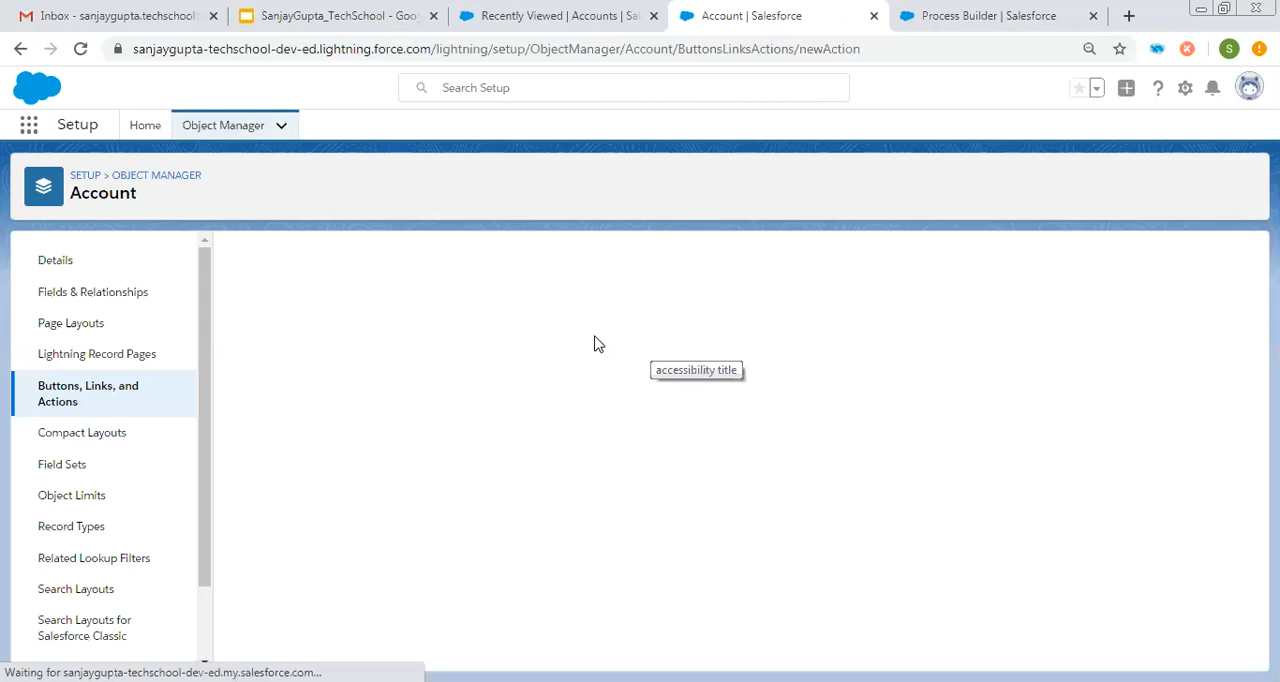 Inbox - sanjaygupta.techschool
SanjayGupta_TechSchool - Goo
Recently Viewed | Accounts | Sa
Account | Salesforce
Process Builder | Salesforce
sanjaygupta-techschool-dev-ed.lightning.force.com/lightning/setup/ObjectManager/Account/ButtonsLinksActions/newAction
S
Search Setup
Setup
Home
Object Manager
SETUP > OBJECT MANAGER
Account
Details
Fields & Relationships
Page Layouts
Lightning Record Pages
Buttons, Links, and
Actions
Compact Layouts
Field Sets
Object Limits
Record Types
Related Lookup Filters
Search Layouts
Search Layouts for
Salesforce Classic
accessibility title
Waiting for sanjaygupta-techschool-dev-ed.my.salesforce.com...